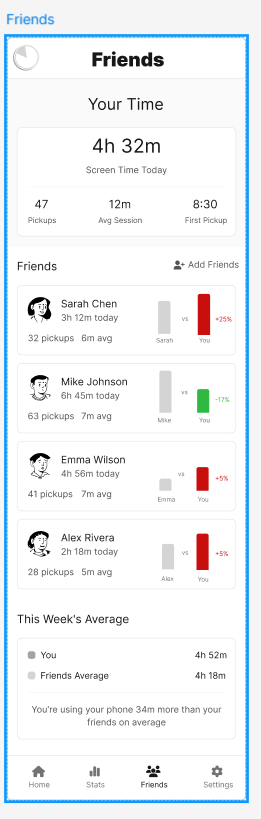 Friends
Friends
Your Time
4h 32m
Screen Time Today
47 12m 8:30
Pickups Avg Session First Pickup
Friends Add Friends
Sarah Chen
3h 12m today
32 pickups 6m avg
vs
+25%
Sarah You
Mike Johnson
6h 45m today
63 pickups 7m avg
vs
-17%
Mike You
Emma Wilson
4h 56m today
41 pickups 7m avg
vs
+5%
Emma You
Alex Rivera
2h 18m today
28 pickups 5m avg
vs
+5%
Alex You
This Week's Average
You 4h 52m
Friends Average 4h 18m
You're using your phone 34m more than your
friends on average
Home Stats Friends Settings